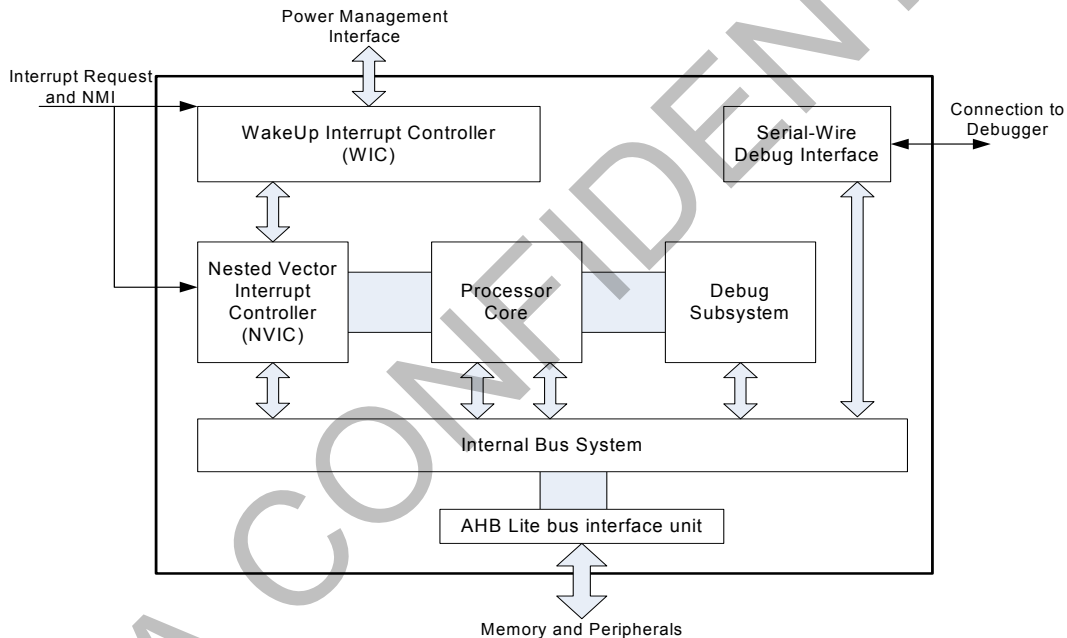 Power Management
Interface
Interrupt Request
and NMI
WakeUp Interrupt Controller
(WIC)
Serial-Wire
Debug Interface
Connection to
Debugger
Nested Vector
Interrupt
Controller
(NVIC)
Processor
Core
Debug
Subsystem
Internal Bus System
AHB Lite bus interface unit
Memory and Peripherals
A CONFIDENT